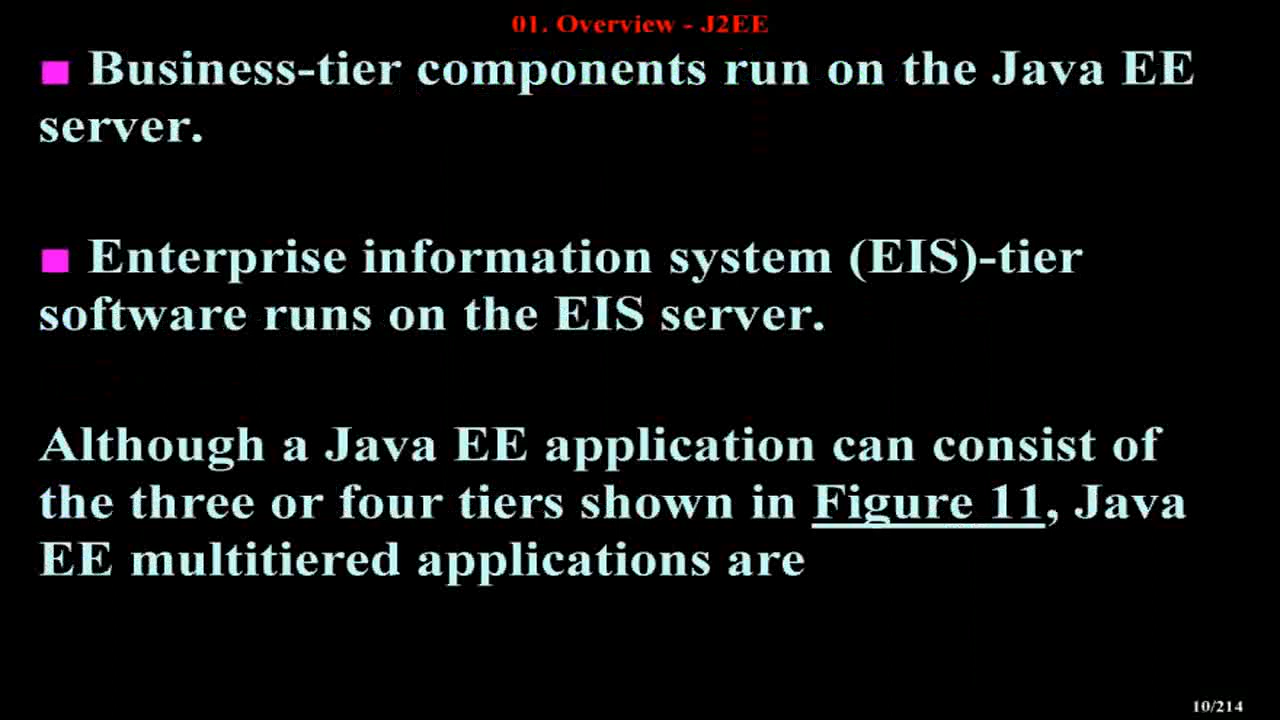 01. Overview - J2EE
■ Business-tier components run on the Java EE
server.
■ Enterprise information system (EIS)-tier
software runs on the EIS server.
Although a Java EE application can consist of
the three or four tiers shown in Figure 11, Java
EE multitiered applications are
10/214